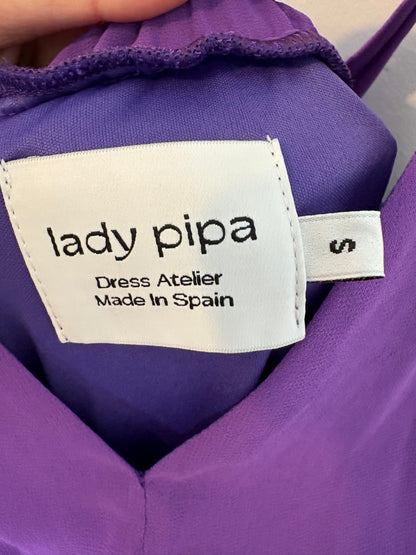 lady pipa
Dress Atelier
Made In Spain
S